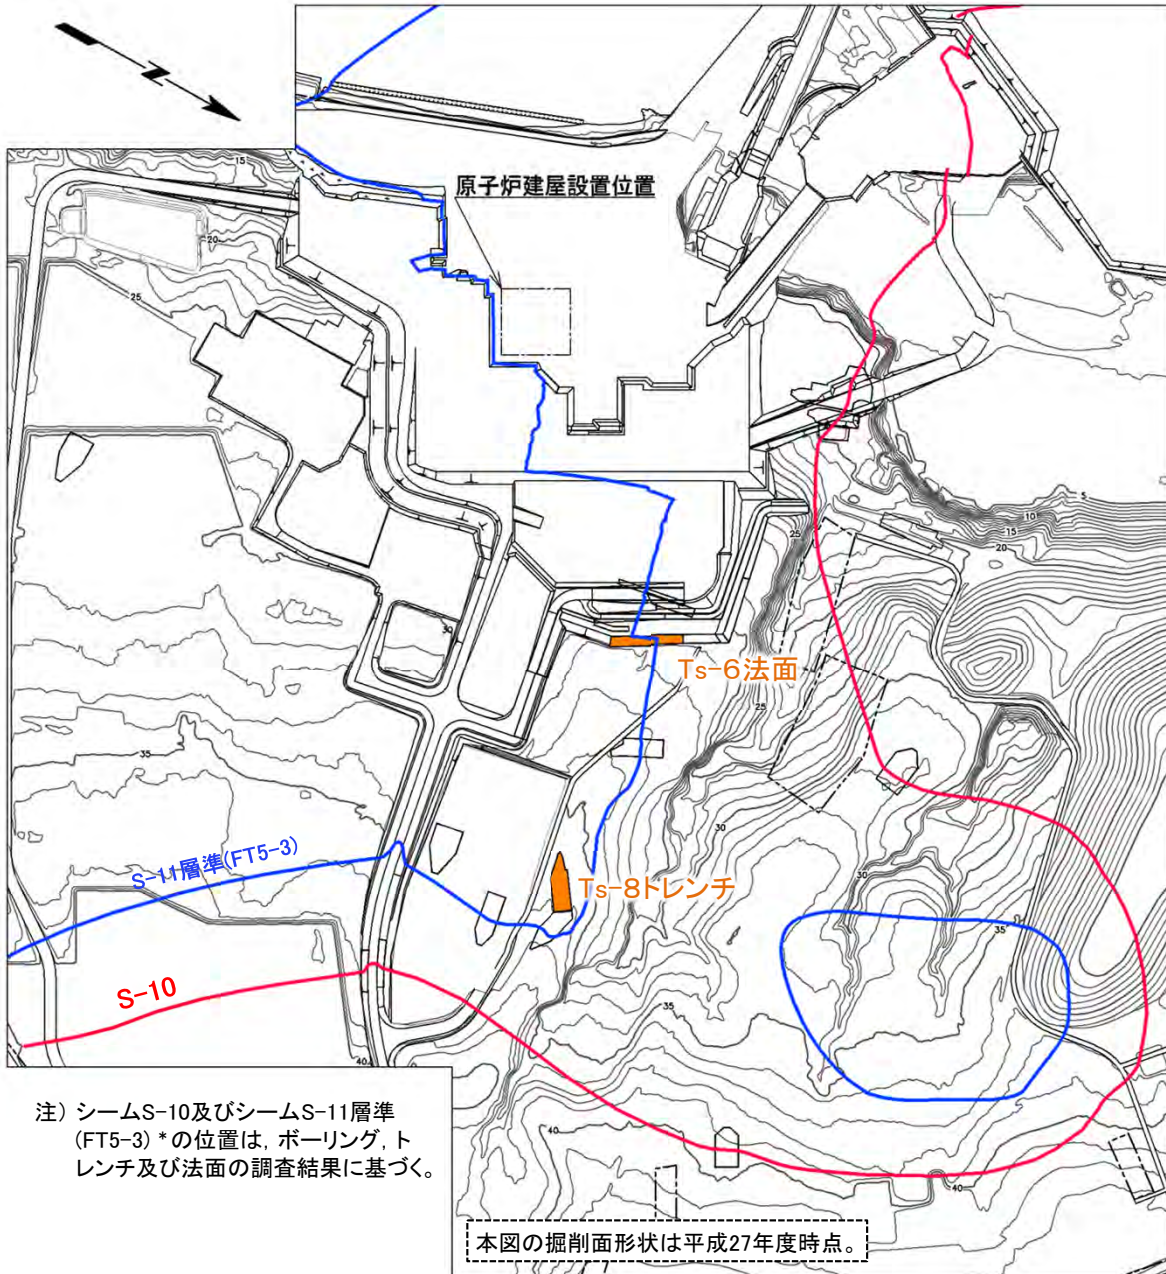 N
15
20
25
原子炉建屋設置位置
5
10
15
20
25
30
Ts-6法面
25
35
30
30
S-11層準(FT5-3)
Ts-8トレンチ
35
S-10
35
40
40
40
注) シームS-10及びシームS-11層準
(FT5-3) *の位置は, ボーリング, ト
レンチ及び法面の調査結果に基づく。
本図の掘削面形状は平成27年度時点。